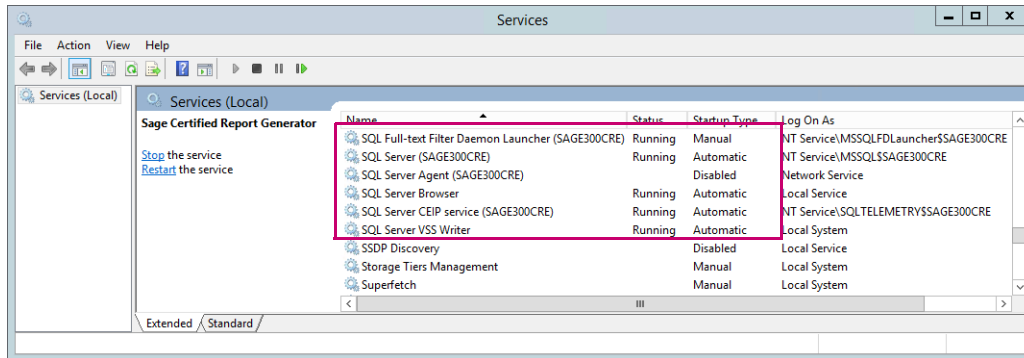 Services
File Action View Help
Services (Local)
Services (Local)
Sage Certified Report Generator
Stop the service
Restart the service
Name Status Startup Type Log On As
SQL Full-text Filter Daemon Launcher (SAGE300CRE) Running Manual NT Service\MSSQLFDLauncher$SAGE300CRE
SQL Server (SAGE300CRE) Running Automatic NT Service\MSSQL$SAGE300CRE
SQL Server Agent (SAGE300CRE) Disabled Network Service
SQL Server Browser Running Automatic Local Service
SQL Server CEIP service (SAGE300CRE) Running Automatic NT Service\SQLTELEMETRY$SAGE300CRE
SQL Server VSS Writer Running Automatic Local System
SSDP Discovery Disabled Local Service
Storage Tiers Management Manual Local System
Superfetch Manual Local System
Extended Standard